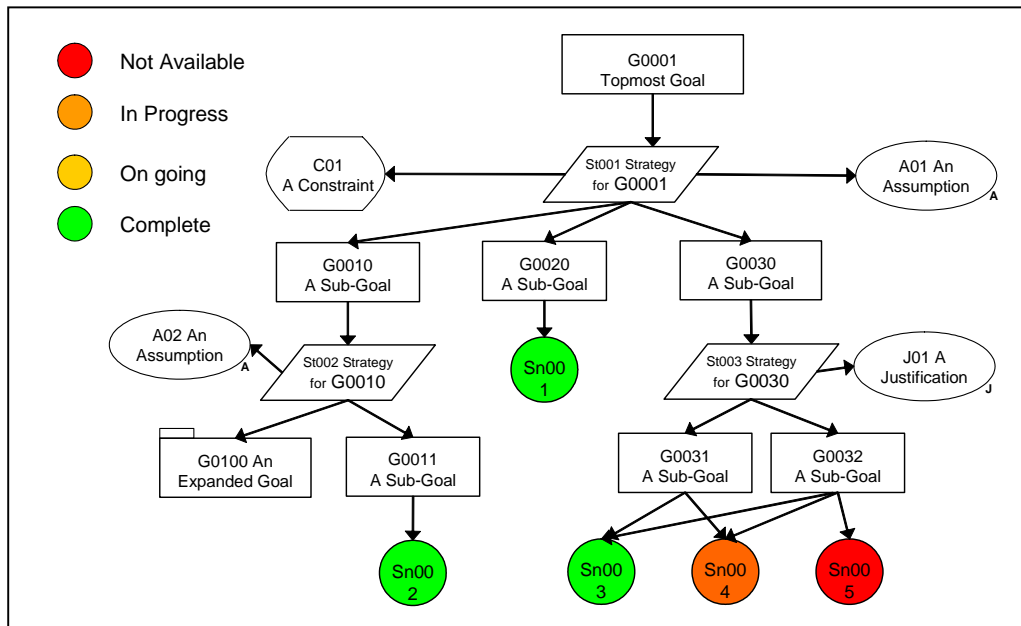 Not Available
In Progress
On going
Complete
G0001
Topmost Goal
C01
A Constraint
St001 Strategy
for G0001
A01 An
Assumption
A
G0010
A Sub-Goal
G0020
A Sub-Goal
G0030
A Sub-Goal
A02 An
Assumption
A
St002 Strategy
for G0010
Sn00
1
St003 Strategy
for G0030
J01 A
Justification
J
G0100 An
Expanded Goal
G0011
A Sub-Goal
G0031
A Sub-Goal
G0032
A Sub-Goal
Sn00
2
Sn00
3
Sn00
4
Sn00
5